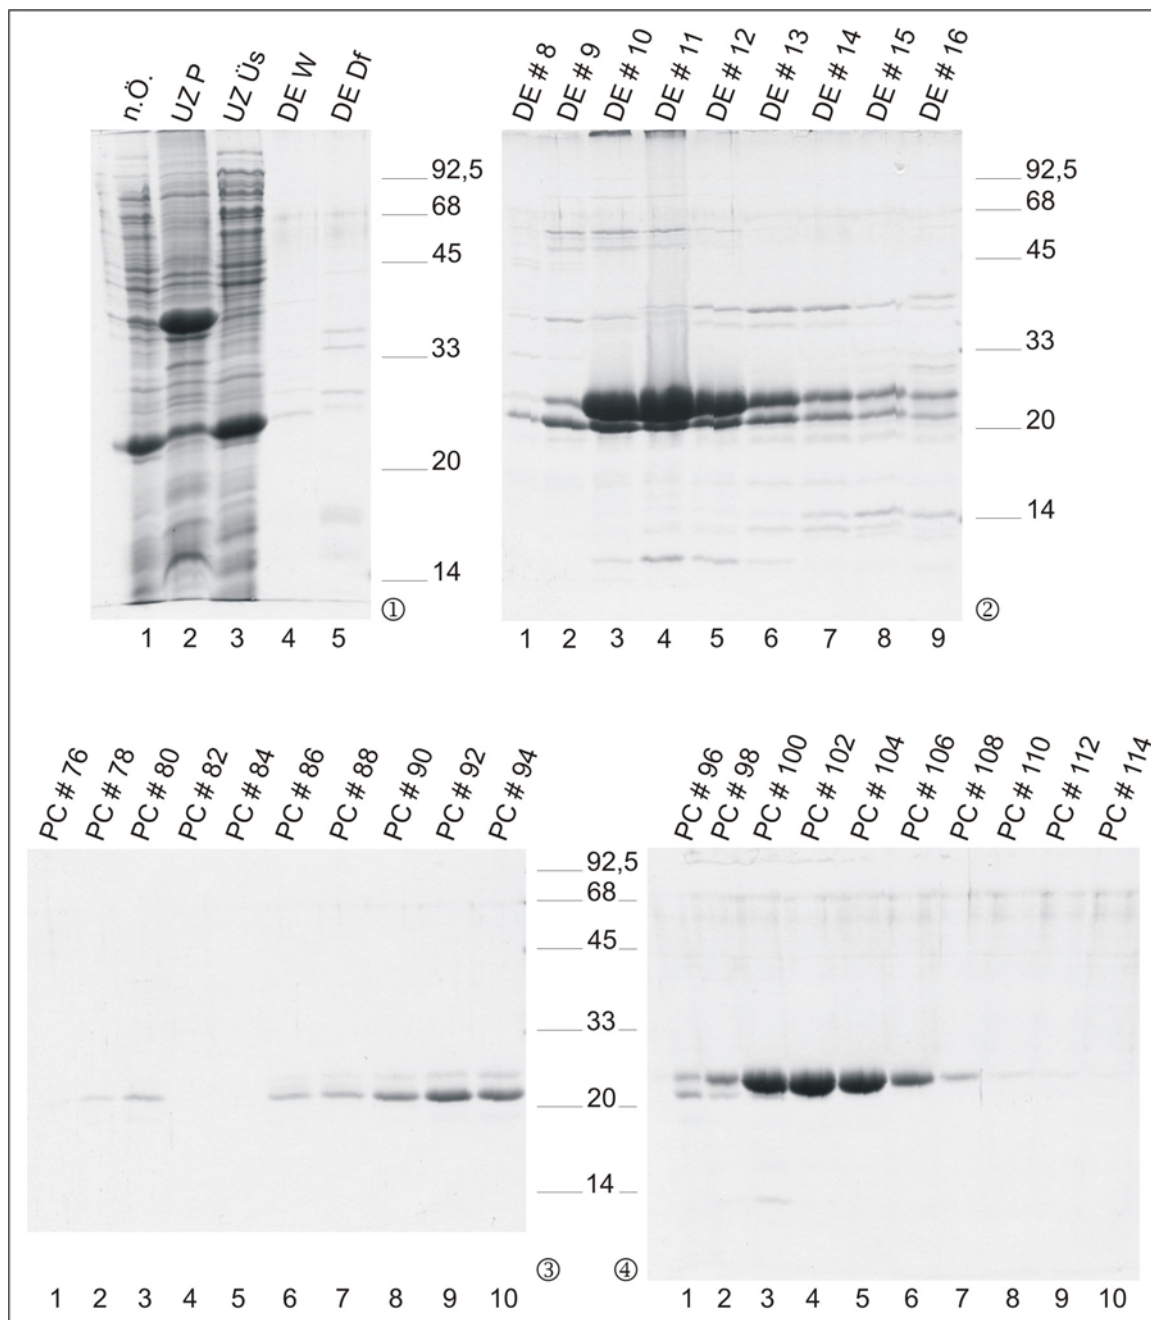 n.Ö. UZ P UZ Üs DE W DE Df
92,5
68
45
33
20
14
①
1 2 3 4 5
DE # 8 DE # 9 DE # 10 DE # 11 DE # 12 DE # 13 DE # 14 DE # 15 DE # 16
92,5
68
45
33
20
14
②
1 2 3 4 5 6 7 8 9
PC # 76 PC # 78 PC # 80 PC # 82 PC # 84 PC # 86 PC # 88 PC # 90 PC # 92 PC # 94
92,5
68
45
33
20
14
③
1 2 3 4 5 6 7 8 9 10
PC # 96 PC # 98 PC # 100 PC # 102 PC # 104 PC # 106 PC # 108 PC # 110 PC # 112 PC # 114
④
1 2 3 4 5 6 7 8 9 10